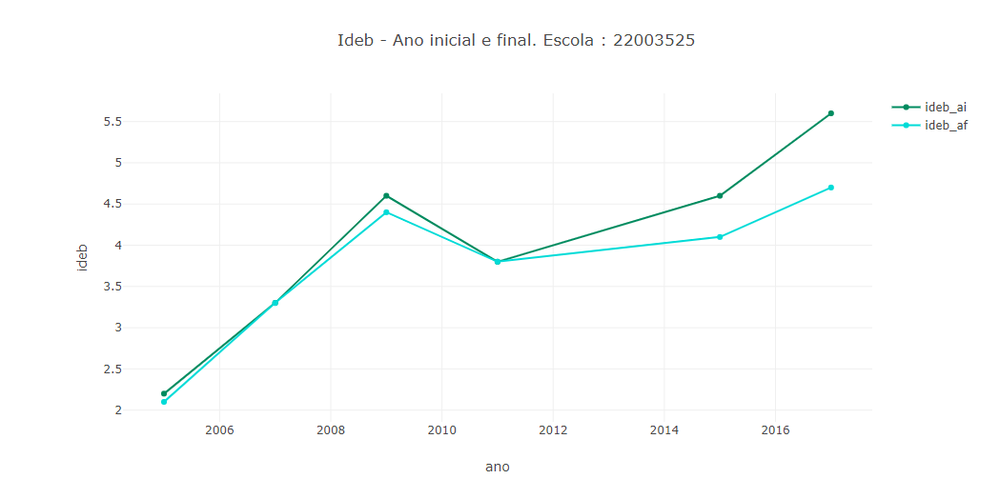 Ideb - Ano inicial e final. Escola : 22003525
ideb_ai
ideb_af
5.5
5
4.5
4
3.5
3
2.5
2
ideb
2006 2008 2010 2012 2014 2016
ano